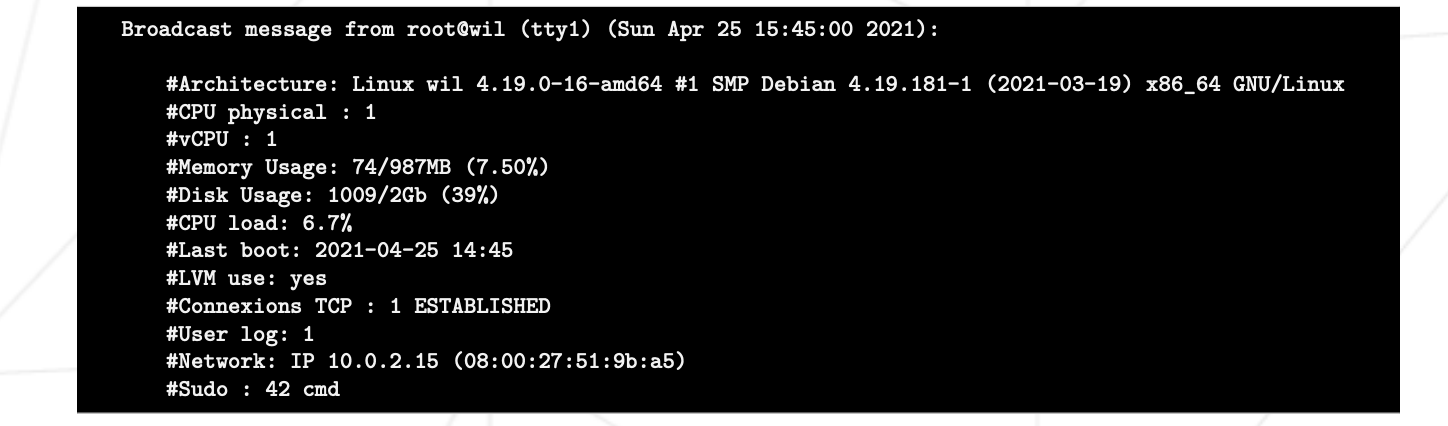 Broadcast message from root@wil (tty1) (Sun Apr 25 15:45:00 2021):
#Architecture: Linux wil 4.19.0-16-amd64 #1 SMP Debian 4.19.181-1 (2021-03-19) x86_64 GNU/Linux
#CPU physical : 1
#vCPU : 1
#Memory Usage: 74/987MB (7.50%)
#Disk Usage: 1009/2Gb (39%)
#CPU load: 6.7%
#Last boot: 2021-04-25 14:45
#LVM use: yes
#Connexions TCP : 1 ESTABLISHED
#User log: 1
#Network: IP 10.0.2.15 (08:00:27:51:9b:a5)
#Sudo : 42 cmd